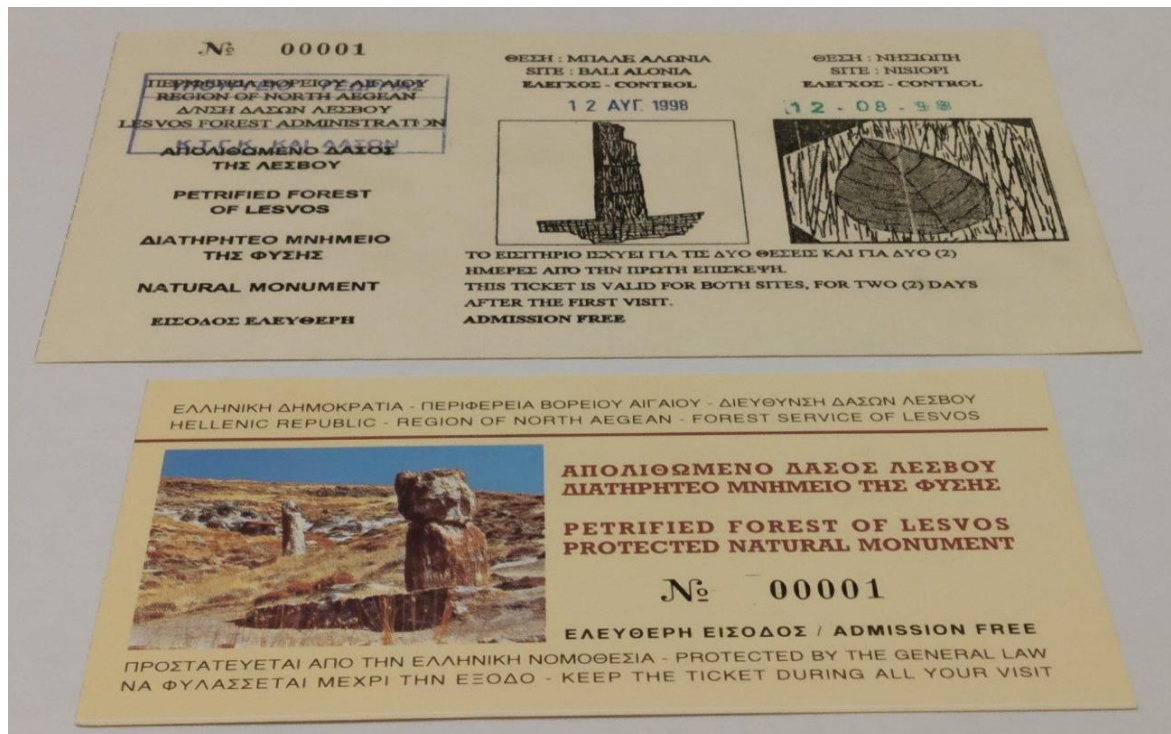 № 00001
ΠΕΡΙΦΕΡΕΙΑ ΒΟΡΕΙΟΥ ΑΙΓΑΙΟΥ
REGION OF NORTH AEGEAN
Δ/ΝΣΗ ΔΑΣΩΝ ΛΕΣΒΟΥ
LESVOS FOREST ADMINISTRATION
ΚΑΙ ΔΑΣΩΝ
ΑΠΟΛΙΘΩΜΕΝΟ ΔΑΣΟΣ
ΤΗΣ ΛΕΣΒΟΥ
PETRIFIED FOREST
OF LESVOS
ΔΙΑΤΗΡΗΤΕΟ ΜΝΗΜΕΙΟ
ΤΗΣ ΦΥΣΗΣ
NATURAL MONUMENT
ΕΙΣΟΔΟΣ ΕΛΕΥΘΕΡΗ
ΘΕΣΗ : ΜΠΑΛΕ ΑΛΩΝΙΑ
SITE : BALI ALONIA
ΕΛΕΓΧΟΣ - CONTROL
12 ΑΥΓ. 1998
ΘΕΣΗ : ΝΗΣΙΩΠΗ
SITE : NISIOPI
ΕΛΕΓΧΟΣ - CONTROL
12 - 08 - 98
ΤΟ ΕΙΣΙΤΗΡΙΟ ΙΣΧΥΕΙ ΓΙΑ ΤΙΣ ΔΥΟ ΘΕΣΕΙΣ ΚΑΙ ΓΙΑ ΔΥΟ (2)
ΗΜΕΡΕΣ ΑΠΟ ΤΗΝ ΠΡΩΤΗ ΕΠΙΣΚΕΨΗ.
THIS TICKET IS VALID FOR BOTH SITES, FOR TWO (2) DAYS
AFTER THE FIRST VISIT.
ADMISSION FREE
ΕΛΛΗΝΙΚΗ ΔΗΜΟΚΡΑΤΙΑ - ΠΕΡΙΦΕΡΕΙΑ ΒΟΡΕΙΟΥ ΑΙΓΑΙΟΥ - ΔΙΕΥΘΥΝΣΗ ΔΑΣΩΝ ΛΕΣΒΟΥ
HELLENIC REPUBLIC - REGION OF NORTH AEGEAN - FOREST SERVICE OF LESVOS
ΑΠΟΛΙΘΩΜΕΝΟ ΔΑΣΟΣ ΛΕΣΒΟΥ
ΔΙΑΤΗΡΗΤΕΟ ΜΝΗΜΕΙΟ ΤΗΣ ΦΥΣΗΣ
PETRIFIED FOREST OF LESVOS
PROTECTED NATURAL MONUMENT
№ 00001
ΕΛΕΥΘΕΡΗ ΕΙΣΟΔΟΣ / ADMISSION FREE
ΠΡΟΣΤΑΤΕΥΕΤΑΙ ΑΠΟ ΤΗΝ ΕΛΛΗΝΙΚΗ ΝΟΜΟΘΕΣΙΑ - PROTECTED BY THE GENERAL LAW
ΝΑ ΦΥΛΑΣΣΕΤΑΙ ΜΕΧΡΙ ΤΗΝ ΕΞΟΔΟ - KEEP THE TICKET DURING ALL YOUR VISIT